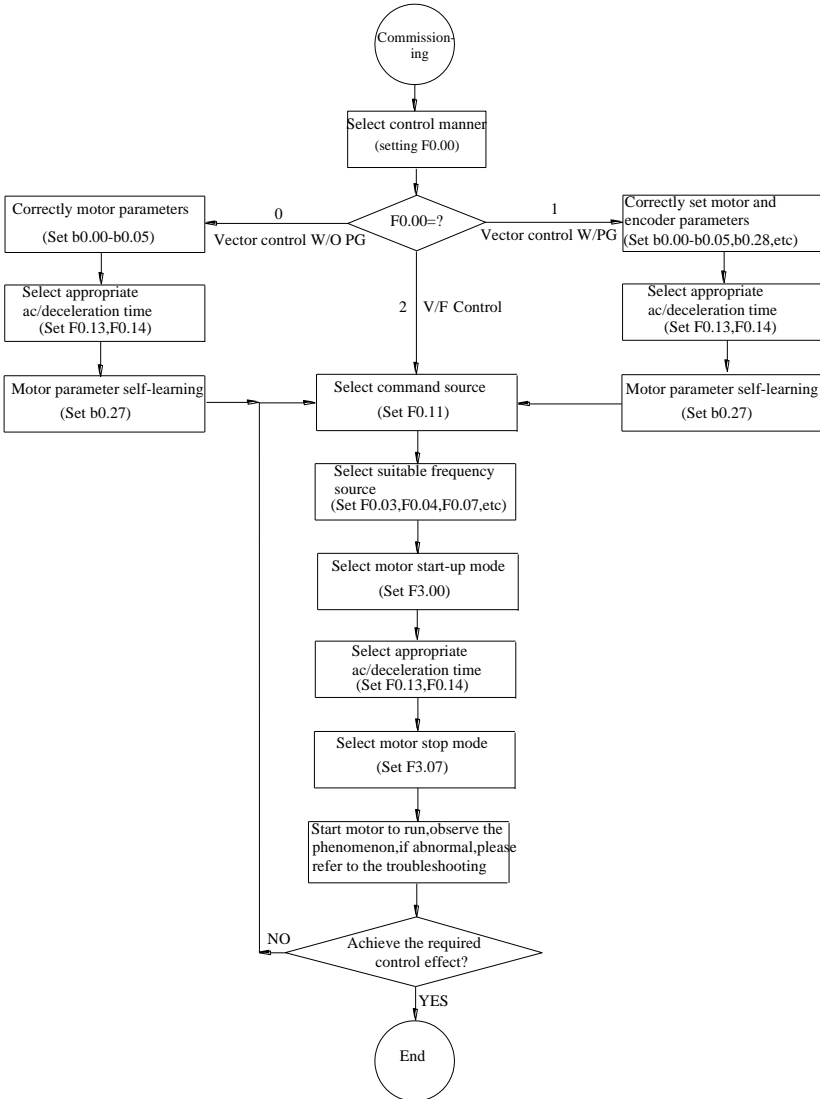 Commission-
ing
Select control manner
(setting F0.00)
F0.00=?
0
Vector control W/O PG
1
Vector control W/PG
2 V/F Control
Correctly motor parameters
(Set b0.00-b0.05)
Select appropriate
ac/deceleration time
(Set F0.13,F0.14)
Motor parameter self-learning
(Set b0.27)
Correctly set motor and
encoder parameters
(Set b0.00-b0.05,b0.28,etc)
Select appropriate
ac/deceleration time
(Set F0.13,F0.14)
Motor parameter self-learning
(Set b0.27)
Select command source
(Set F0.11)
Select suitable frequency
source
(Set F0.03,F0.04,F0.07,etc)
Select motor start-up mode
(Set F3.00)
Select appropriate
ac/deceleration time
(Set F0.13,F0.14)
Select motor stop mode
(Set F3.07)
Start motor to run,observe the
phenomenon,if abnormal,please
refer to the troubleshooting
Achieve the required
control effect?
NO
YES
End